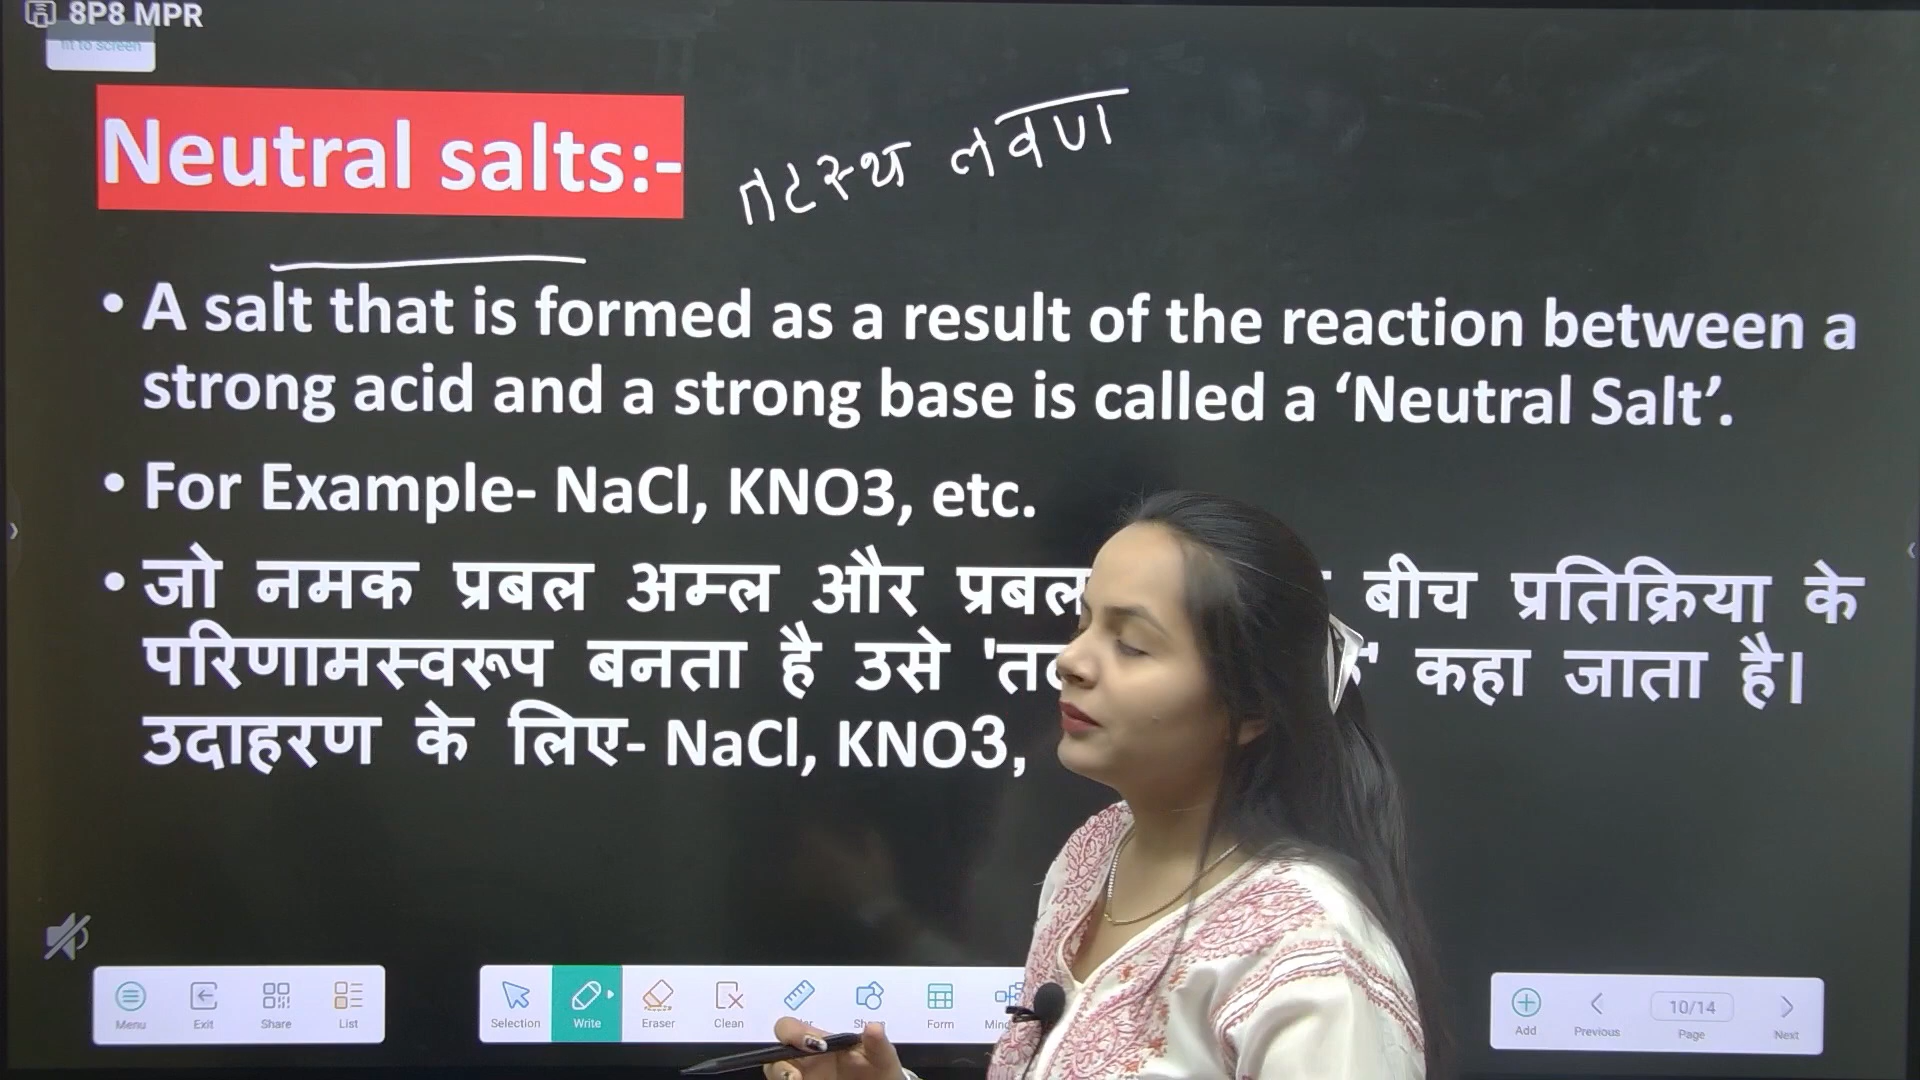 8P8 MPR
fit to screen
Neutral salts:-
तटस्थ लवण
• A salt that is formed as a result of the reaction between a
strong acid and a strong base is called a ‘Neutral Salt’.
• For Example- NaCl, KNO3, etc.
• जो नमक प्रबल अम्ल और प्रबल बीच प्रतिक्रिया के
परिणामस्वरूप बनता है उसे कहा जाता है।
उदाहरण के लिए- NaCl, KNO3,
Menu Exit Share List Selection Write Eraser Clean Form Add Previous 10/14 Page Next